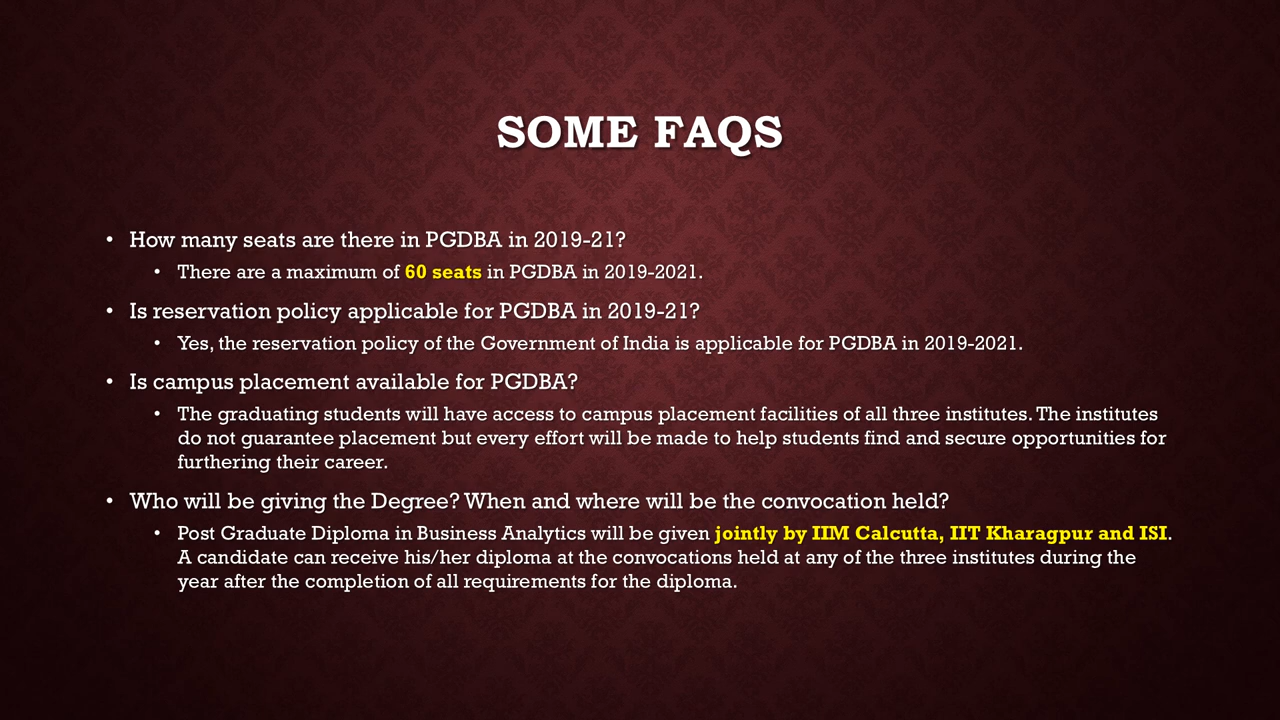 SOME FAQS
• How many seats are there in PGDBA in 2019-21?
• There are a maximum of 60 seats in PGDBA in 2019-2021.
• Is reservation policy applicable for PGDBA in 2019-21?
• Yes, the reservation policy of the Government of India is applicable for PGDBA in 2019-2021.
• Is campus placement available for PGDBA?
• The graduating students will have access to campus placement facilities of all three institutes. The institutes
do not guarantee placement but every effort will be made to help students find and secure opportunities for
furthering their career.
• Who will be giving the Degree? When and where will be the convocation held?
• Post Graduate Diploma in Business Analytics will be given jointly by IIM Calcutta, IIT Kharagpur and ISI.
A candidate can receive his/her diploma at the convocations held at any of the three institutes during the
year after the completion of all requirements for the diploma.